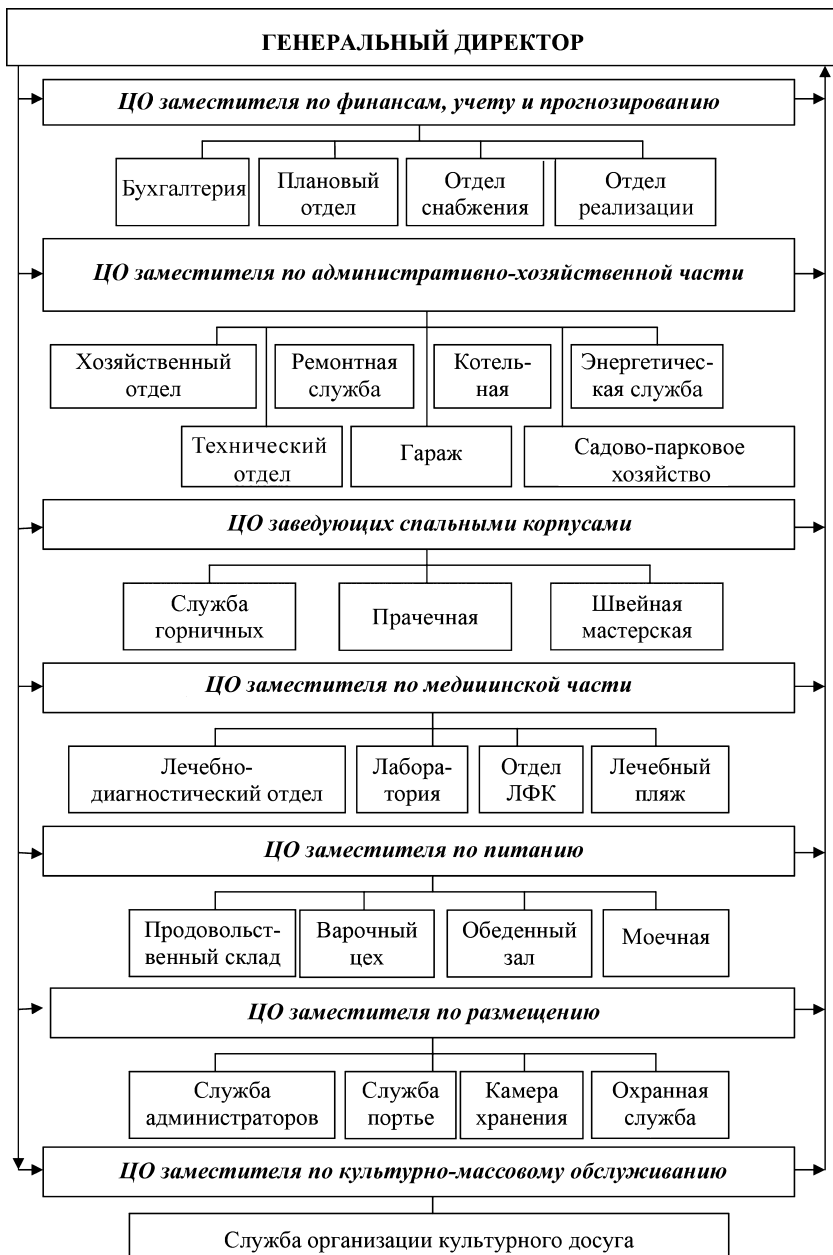 ГЕНЕРАЛЬНЫЙ ДИРЕКТОР
ЦО заместителя по финансам, учету и прогнозированию
Бухгалтерия
Плановый
отдел
Отдел
снабжения
Отдел
реализации
ЦО заместителя по административно-хозяйственной части
Хозяйственный
отдел
Ремонтная
служба
Котель-
ная
Энергетичес-
кая служба
Технический
отдел
Гараж
Садово-парковое
хозяйство
ЦО заведующих спальными корпусами
Служба
горничных
Прачечная
Швейная
мастерская
ЦО заместителя по медицинской части
Лечебно-
диагностический отдел
Лабора-
тория
Отдел
ЛФК
Лечебный
пляж
ЦО заместителя по питанию
Продовольст-
венный склад
Варочный
цех
Обеденный
зал
Моечная
ЦО заместителя по размещению
Служба
администраторов
Служба
портье
Камера
хранения
Охранная
служба
ЦО заместителя по культурно-массовому обслуживанию
Служба организации культурного досуга